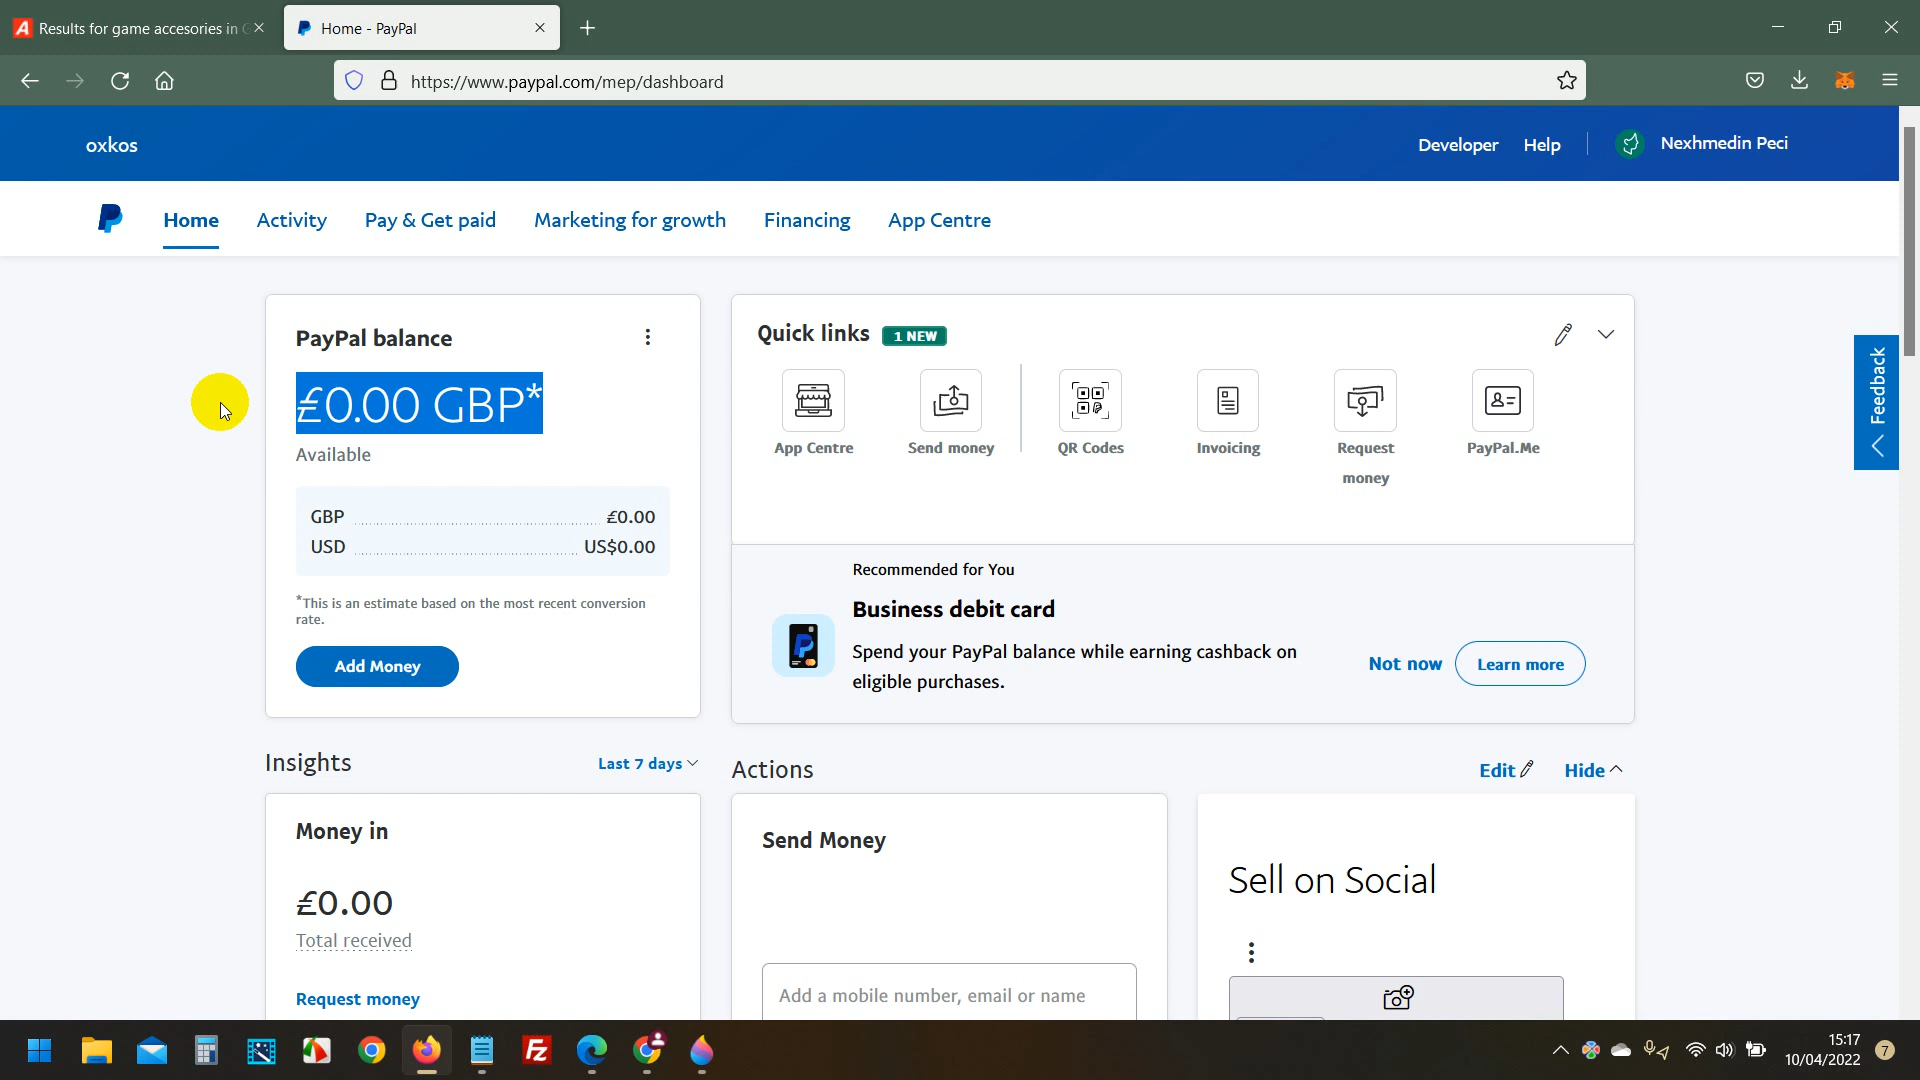 Results for game accesories in G
Home - PayPal
https://www.paypal.com/mep/dashboard
oxkos
Developer
Help
Nexhmedin Peci
Home
Activity
Pay & Get paid
Marketing for growth
Financing
App Centre
PayPal balance
£0.00 GBP*
Available
GBP £0.00
USD US$0.00
*This is an estimate based on the most recent conversion
rate.
Add Money
Quick links
1 NEW
App Centre
Send money
QR Codes
Invoicing
Request
money
PayPal.Me
Recommended for You
Business debit card
Spend your PayPal balance while earning cashback on
eligible purchases.
Not now
Learn more
Feedback
Insights
Last 7 days
Money in
£0.00
Total received
Request money
Actions
Edit
Hide
Send Money
Add a mobile number, email or name
Sell on Social
15:17
10/04/2022
7